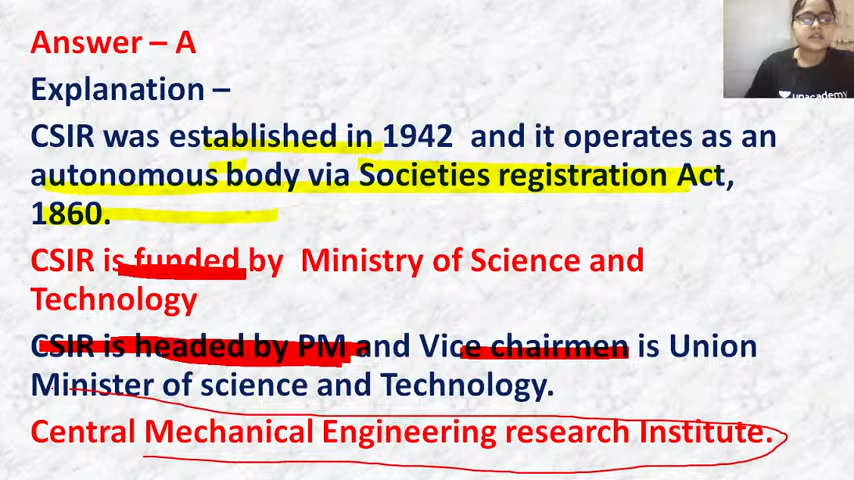 Answer – A
Explanation –
CSIR was established in 1942 and it operates as an
autonomous body via Societies registration Act,
1860.
CSIR is funded by Ministry of Science and
Technology
CSIR is headed by PM and Vice chairmen is Union
Minister of science and Technology.
Central Mechanical Engineering research Institute.
unacademy